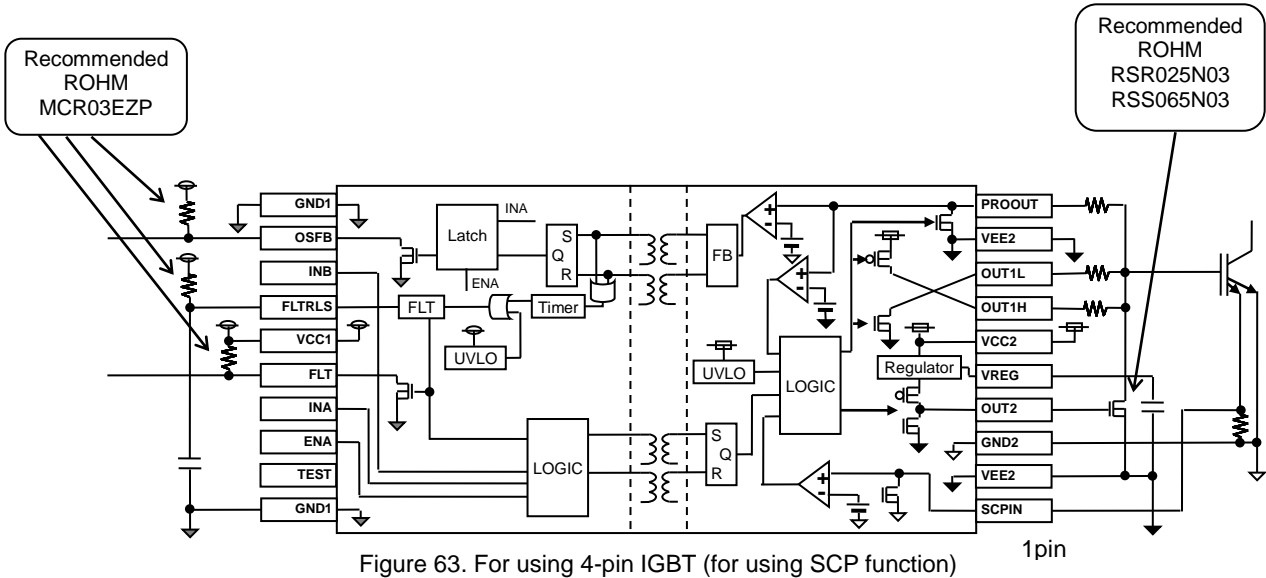 Recommended
ROHM
MCR03EZP
Recommended
ROHM
RSR025N03
RSS065N03
GND1
OSFB
INB
FLTRLS
VCC1
FLT
INA
ENA
TEST
GND1
INA
Latch
ENA
S
Q
R
FLT
Timer
UVLO
LOGIC
FB
+
-
+
-
UVLO
LOGIC
Regulator
S
Q
R
+
-
PROOUT
VEE2
OUT1L
OUT1H
VCC2
VREG
OUT2
GND2
VEE2
SCPIN
1pin
Figure 63. For using 4-pin IGBT (for using SCP function)